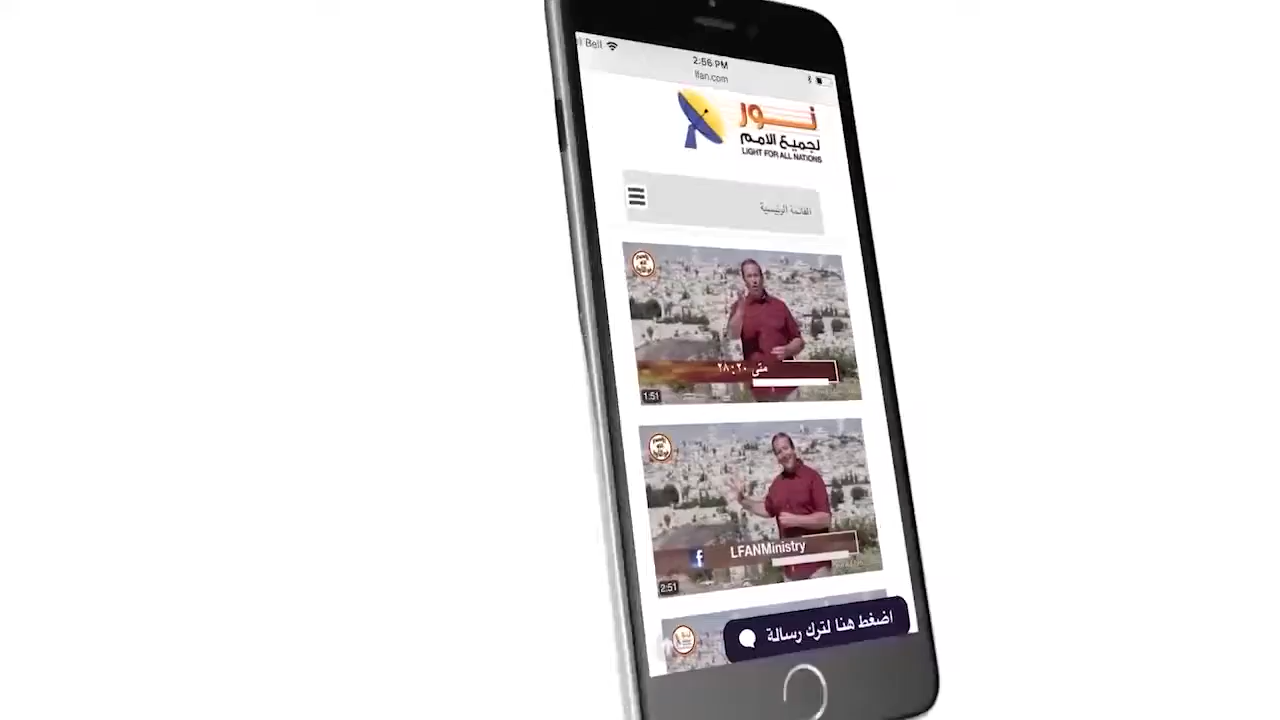 Bell
2:56 PM
lfan.com
نور
لجميع الامم
LIGHT FOR ALL NATIONS
القائمة الرئيسية
متى ٢٨:٢٠
1:51
LFANMinistry
2:51
اضغط هنا لترك رسالة